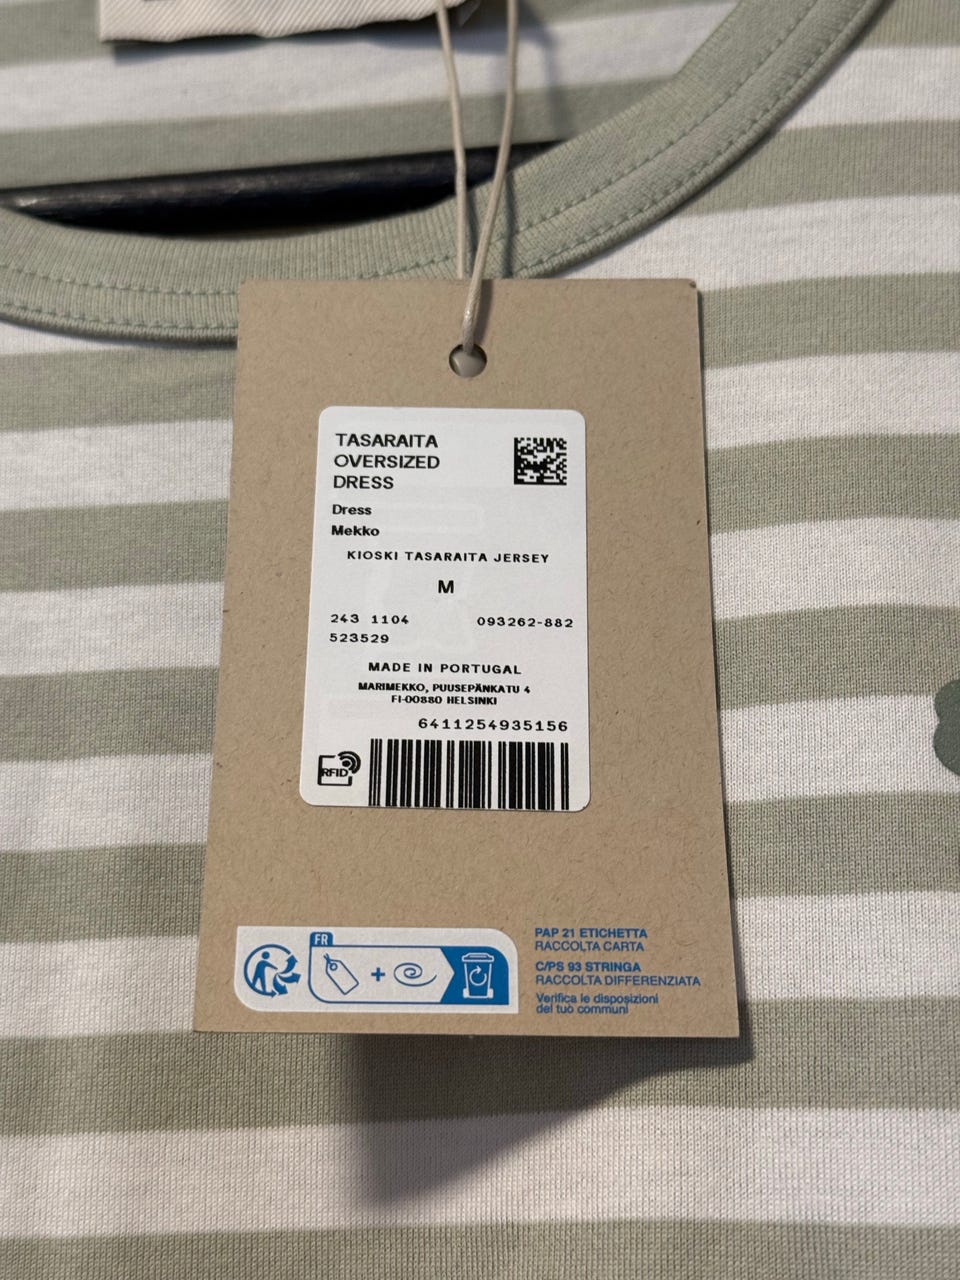 TASARAITA
OVERSIZED
DRESS
Dress
Mekko
KIOSKI TASARAITA JERSEY
M
243 1104 093262-882
523529
MADE IN PORTUGAL
MARIMEKKO, PUUSEPÄNKATU 4
FI-00880 HELSINKI
6411254935156
RFID
FR
+
PAP 21 ETICHETTA
RACCOLTA CARTA
C/PS 93 STRINGA
RACCOLTA DIFFERENZIATA
Verifica le disposizioni
del tuo communi